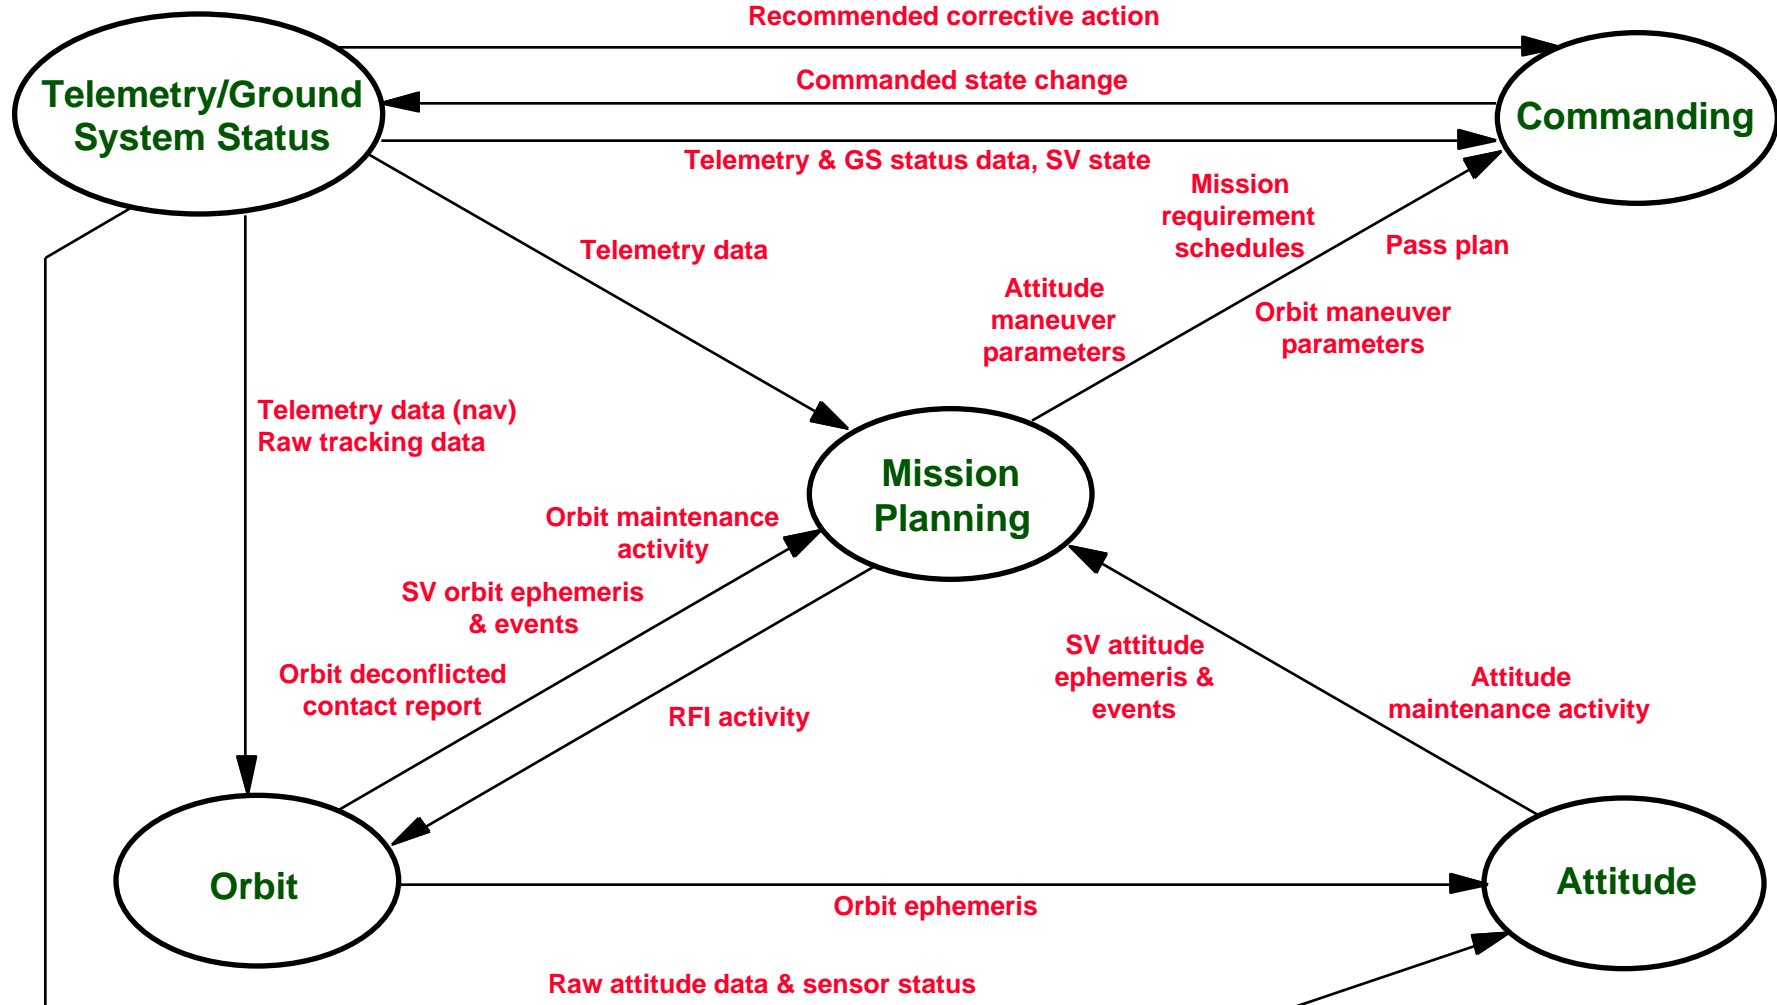 Recommended corrective action
Commanded state change
Telemetry/Ground
System Status
Commanding
Telemetry & GS status data, SV state
Mission
requirement
schedules
Pass plan
Telemetry data
Attitude
maneuver
parameters
Orbit maneuver
parameters
Telemetry data (nav)
Raw tracking data
Mission
Planning
Orbit maintenance
activity
SV orbit ephemeris
& events
Orbit deconflicted
contact report
RFI activity
SV attitude
ephemeris &
events
Attitude
maintenance activity
Orbit
Attitude
Orbit ephemeris
Raw attitude data & sensor status